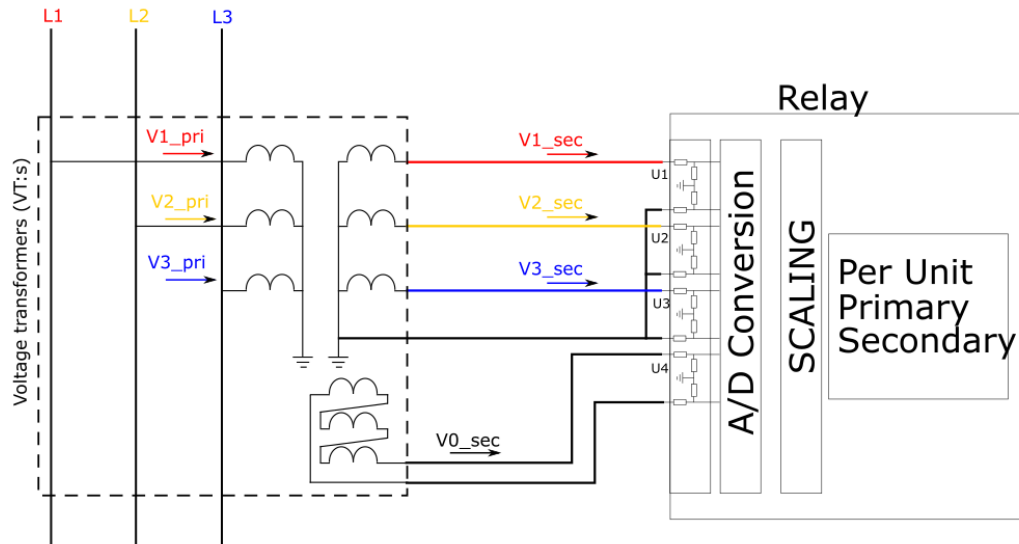 L1
L2
L3
Relay
V1_pri
V1_sec
V2_pri
V2_sec
V3_pri
V3_sec
V0_sec
Voltage transformers (VT:s)
U1
U2
U3
U4
A/D Conversion
SCALING
Per Unit
Primary
Secondary